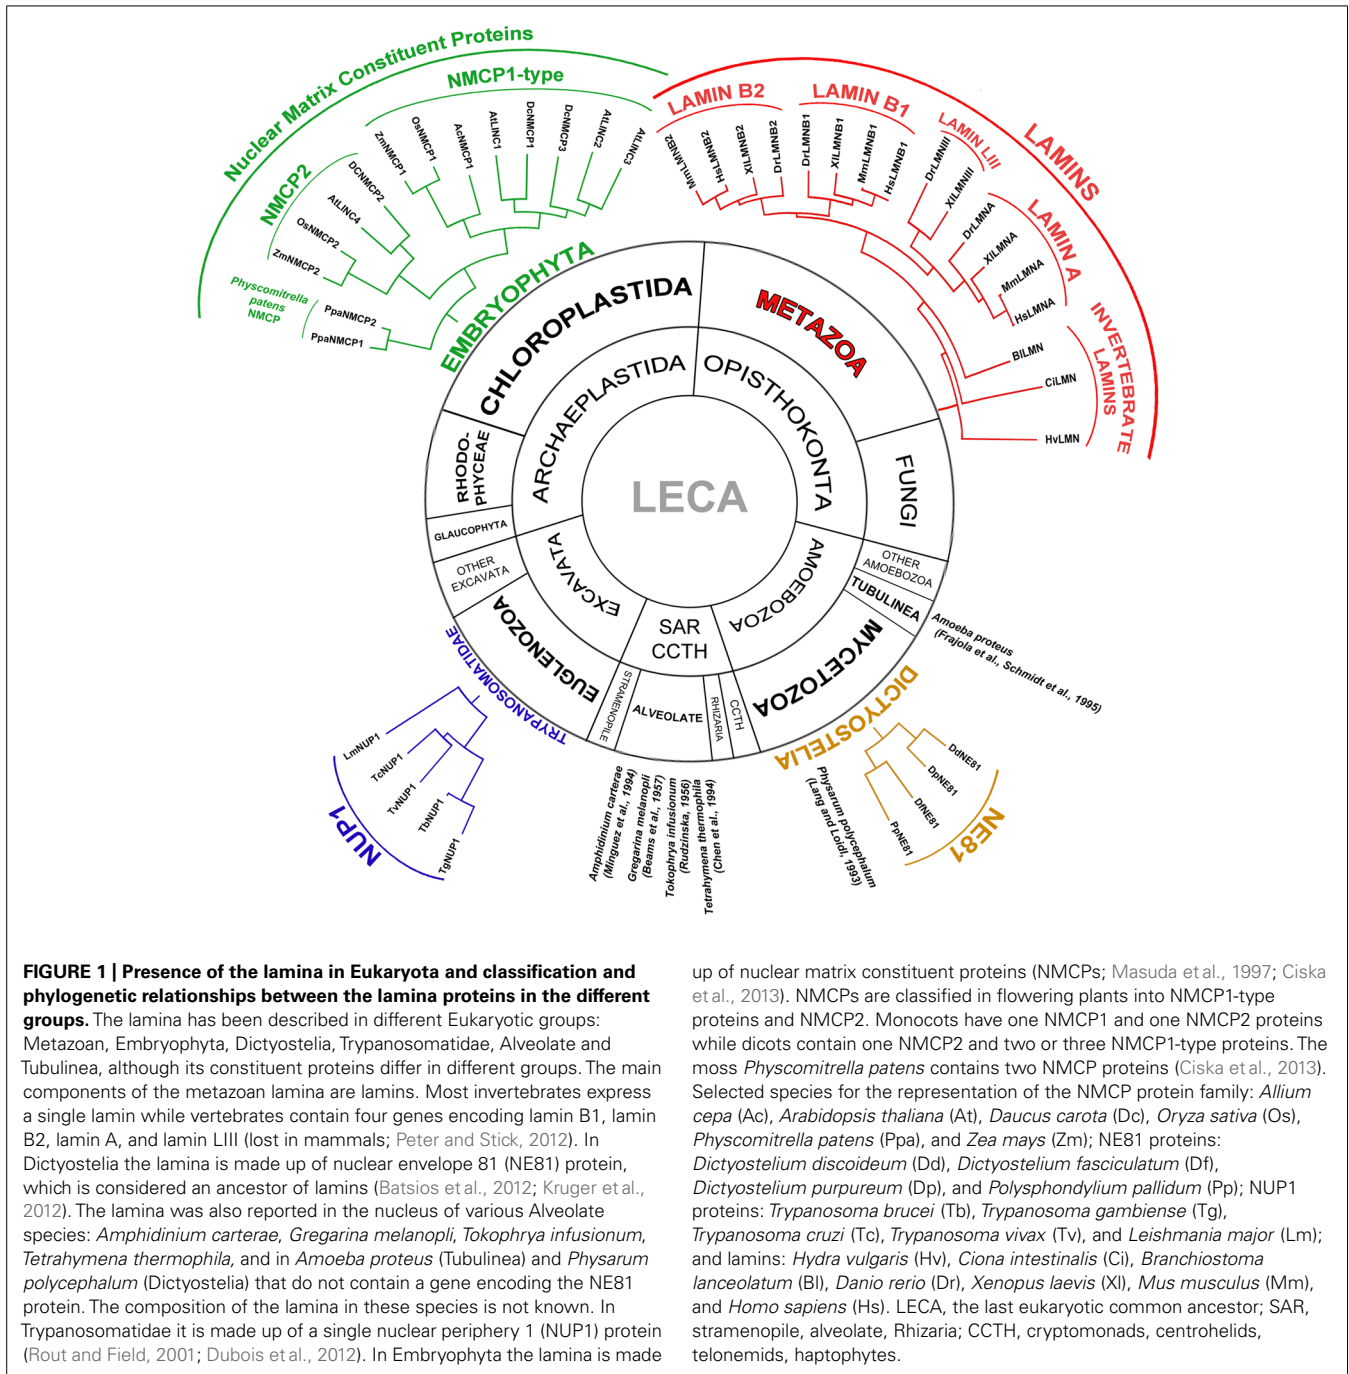 Nuclear Matrix Constituent Proteins
NMCP1-type
NMCP2
Physcomitrella
patens
NMCP
PpaNMCP1
PpaNMCP2
ZmNMCP2
OsNMCP2
AtLINC4
DCNMCP2
ZmNMCP1
OsNMCP1
AcNMCP1
AtLINC1
DcNMCP1
DcNMCP3
AtLINC2
AtLINC3
LAMINS
LAMIN B2
LAMIN B1
LAMIN LIII
LAMIN A
INVERTEBRATE
LAMINS
MmLMNB2
HsLMNB2
XlLMNB2
DrLMNB2
DrLMNB1
XlLMNB1
MmLMNB1
HsLMNB1
DrLMNIII
XlLMNIII
DrLMNA
XlLMNA
MmLMNA
HsLMNA
BlLMN
CiLMN
HvLMN
EMBRYOPHYTA
CHLOROPLASTIDA
METAZOA
ARCHAEPLASTIDA
OPISTHOKONTA
RHODO-
PHYCEAE
GLAUCOPHYTA
FUNGI
LECA
OTHER
EXCAVATA
EXCAVATA
EUGLENOZOA
SAR
CCTH
AMOEBOZOA
OTHER
AMOEBOZOA
TUBULINEA
MYCETOZOA
STRAMENOPILE
ALVEOLATE
RHIZARIA
CCTH
TRYPANOSOMATIDAE
DICTYOSTELIA
Amoeba proteus
(Frajola et al., Schmidt et al., 1995)
LmNUP1
TcNUP1
TvNUP1
TbNUP1
TgNUP1
NUP1
Amphidinium carterae
(Minguez et al., 1994)
Gregarina melanopli
(Beams et al., 1957)
Tokophrya infusionum
(Rudzinska, 1956)
Tetrahymena thermophila
(Chen et al., 1994)
Physarum polycephalum
(Lang and Loidl, 1993)
DdNE81
DpNE81
DfNE81
PpNE81
NE81
FIGURE 1 | Presence of the lamina in Eukaryota and classification and
phylogenetic relationships between the lamina proteins in the different
groups. The lamina has been described in different Eukaryotic groups:
Metazoan, Embryophyta, Dictyostelia, Trypanosomatidae, Alveolate and
Tubulinea, although its constituent proteins differ in different groups. The main
components of the metazoan lamina are lamins. Most invertebrates express
a single lamin while vertebrates contain four genes encoding lamin B1, lamin
B2, lamin A, and lamin LIII (lost in mammals; Peter and Stick, 2012). In
Dictyostelia the lamina is made up of nuclear envelope 81 (NE81) protein,
which is considered an ancestor of lamins (Batsios et al., 2012; Kruger et al.,
2012). The lamina was also reported in the nucleus of various Alveolate
species: Amphidinium carterae, Gregarina melanopli, Tokophrya infusionum,
Tetrahymena thermophila, and in Amoeba proteus (Tubulinea) and Physarum
polycephalum (Dictyostelia) that do not contain a gene encoding the NE81
protein. The composition of the lamina in these species is not known. In
Trypanosomatidae it is made up of a single nuclear periphery 1 (NUP1) protein
(Rout and Field, 2001; Dubois et al., 2012). In Embryophyta the lamina is made
up of nuclear matrix constituent proteins (NMCPs; Masuda et al., 1997; Ciska
et al., 2013). NMCPs are classified in flowering plants into NMCP1-type
proteins and NMCP2. Monocots have one NMCP1 and one NMCP2 proteins
while dicots contain one NMCP2 and two or three NMCP1-type proteins. The
moss Physcomitrella patens contains two NMCP proteins (Ciska et al., 2013).
Selected species for the representation of the NMCP protein family: Allium
cepa (Ac), Arabidopsis thaliana (At), Daucus carota (Dc), Oryza sativa (Os),
Physcomitrella patens (Ppa), and Zea mays (Zm); NE81 proteins:
Dictyostelium discoideum (Dd), Dictyostelium fasciculatum (Df),
Dictyostelium purpureum (Dp), and Polysphondylium pallidum (Pp); NUP1
proteins: Trypanosoma brucei (Tb), Trypanosoma gambiense (Tg),
Trypanosoma cruzi (Tc), Trypanosoma vivax (Tv), and Leishmania major (Lm);
and lamins: Hydra vulgaris (Hv), Ciona intestinalis (Ci), Branchiostoma
lanceolatum (Bl), Danio rerio (Dr), Xenopus laevis (Xl), Mus musculus (Mm),
and Homo sapiens (Hs). LECA, the last eukaryotic common ancestor; SAR,
stramenopile, alveolate, Rhizaria; CCTH, cryptomonads, centrohelids,
telonemids, haptophytes.